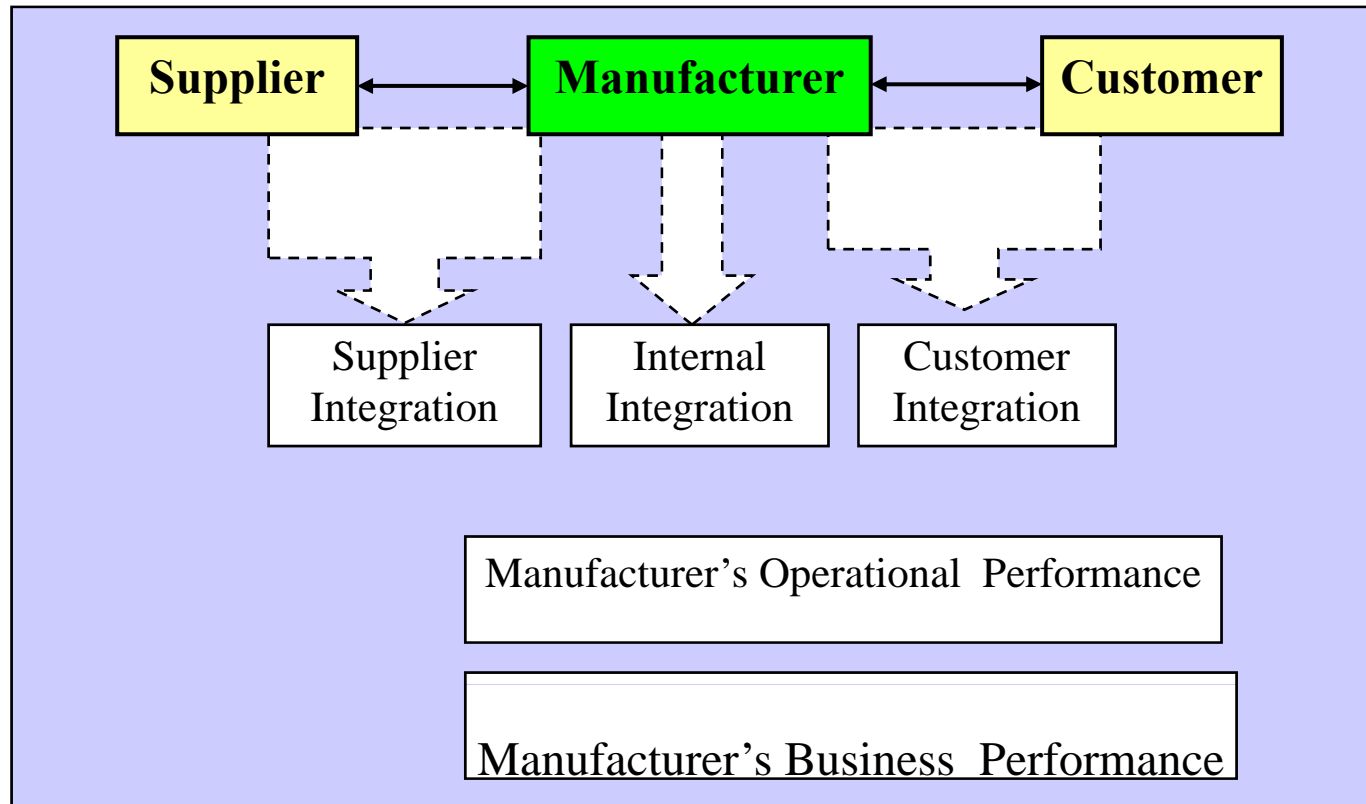 Supplier
Manufacturer
Customer
Supplier
Integration
Internal
Integration
Customer
Integration
Manufacturer’s Operational  Performance
Manufacturer’s Business  Performance